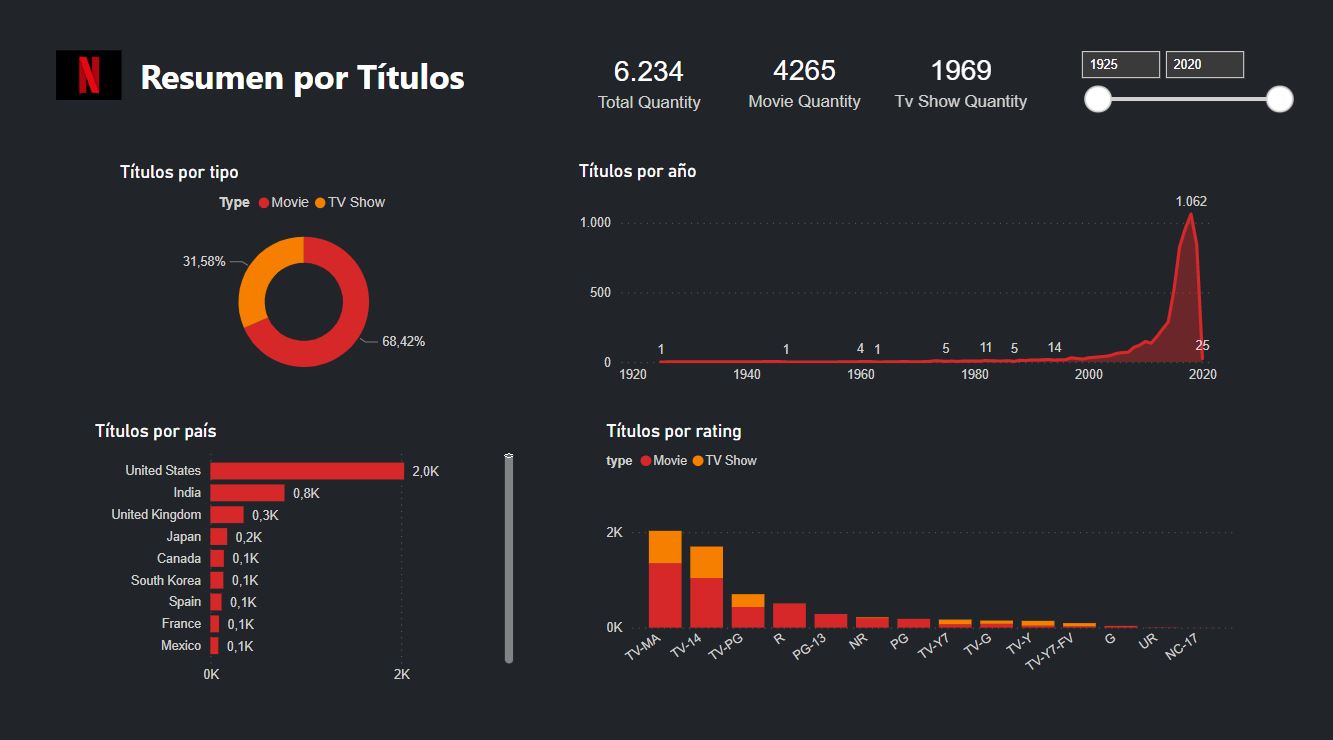 N
Resumen por Títulos
6.234
Total Quantity
4265
Movie Quantity
1969
Tv Show Quantity
1925
2020
Títulos por tipo
Type Movie TV Show
31,58%
68,42%
Títulos por año
1.062
1.000
500
0
1
1
4
1
5
11
5
14
25
1920 1940 1960 1980 2000 2020
Títulos por país
United States 2,0K
India 0,8K
United Kingdom 0,3K
Japan 0,2K
Canada 0,1K
South Korea 0,1K
Spain 0,1K
France 0,1K
Mexico 0,1K
0K 2K
Títulos por rating
type Movie TV Show
2K
0K
TV-MA TV-14 TV-PG R PG-13 NR PG TV-Y7 TV-G TV-Y TV-Y7-FV G UR NC-17